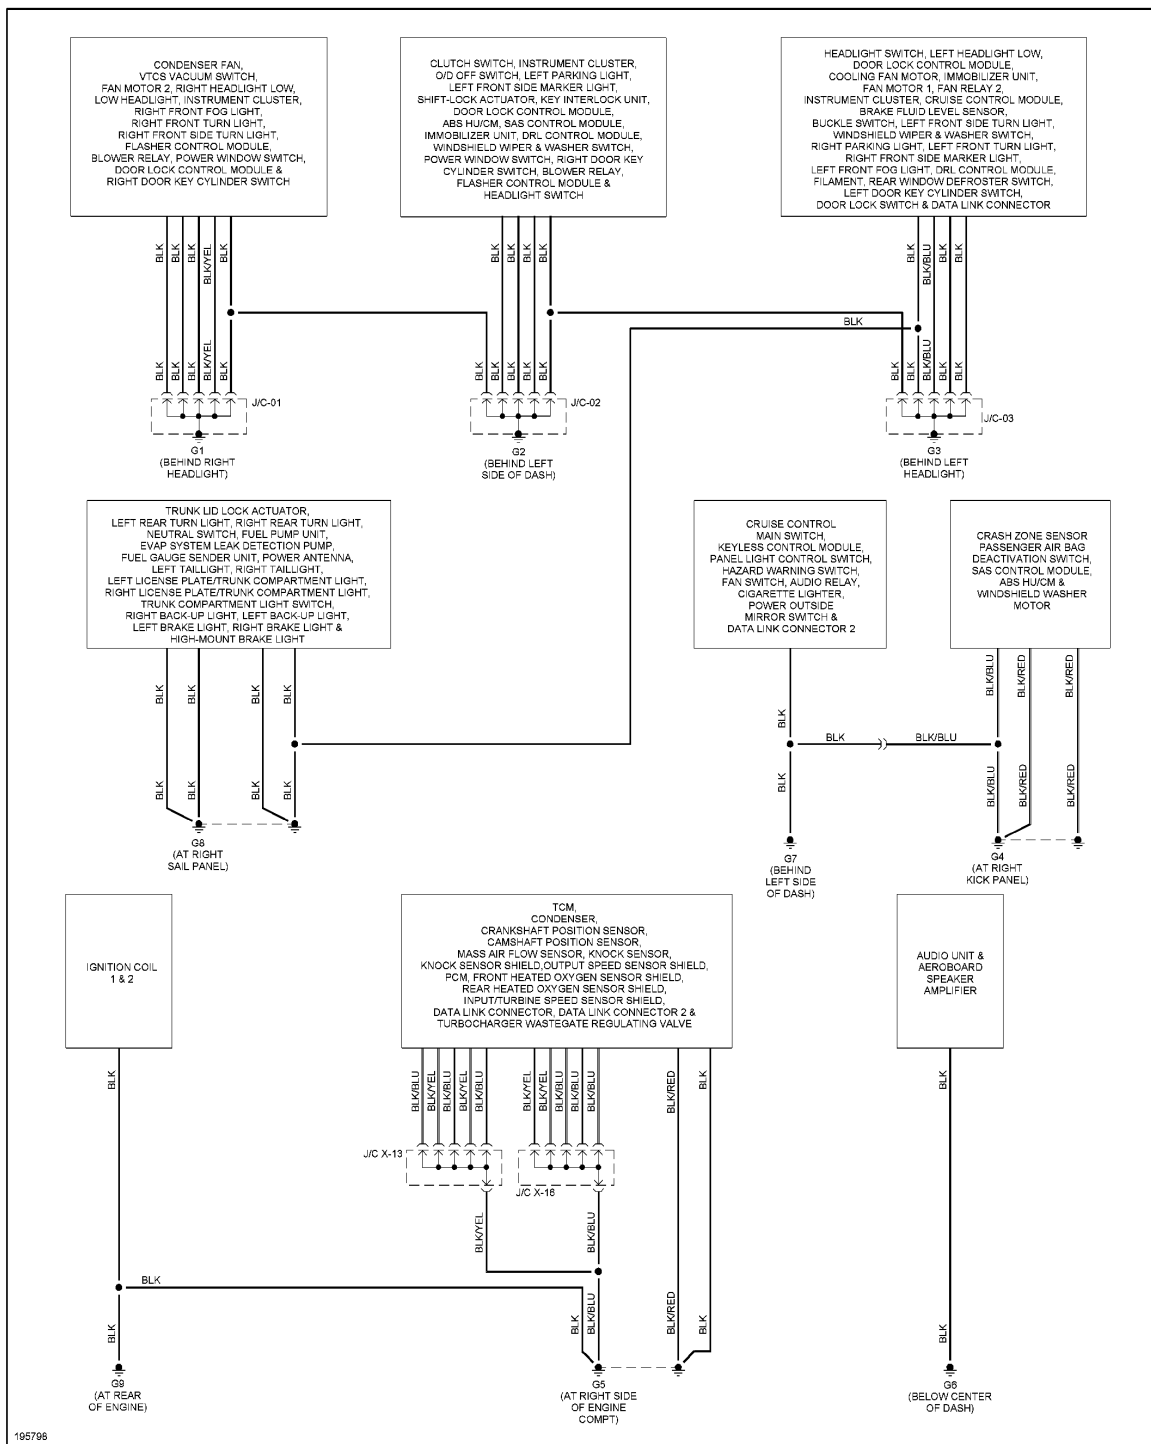 CONDENSER FAN,
VTCS VACUUM SWITCH,
FAN MOTOR 2, RIGHT HEADLIGHT LOW,
LOW HEADLIGHT, INSTRUMENT CLUSTER,
RIGHT FRONT FOG LIGHT,
RIGHT FRONT TURN LIGHT,
RIGHT FRONT SIDE TURN LIGHT,
FLASHER CONTROL MODULE,
BLOWER RELAY, POWER WINDOW SWITCH,
DOOR LOCK CONTROL MODULE &
RIGHT DOOR KEY CYLINDER SWITCH
CLUTCH SWITCH, INSTRUMENT CLUSTER,
O/D OFF SWITCH, LEFT PARKING LIGHT,
LEFT FRONT SIDE MARKER LIGHT,
SHIFT-LOCK ACTUATOR, KEY INTERLOCK UNIT,
DOOR LOCK CONTROL MODULE,
ABS HU/CM, SAS CONTROL MODULE,
IMMOBILIZER UNIT, DRL CONTROL MODULE,
WINDSHIELD WIPER & WASHER SWITCH,
POWER WINDOW SWITCH, RIGHT DOOR KEY
CYLINDER SWITCH, BLOWER RELAY,
FLASHER CONTROL MODULE &
HEADLIGHT SWITCH
HEADLIGHT SWITCH, LEFT HEADLIGHT LOW,
DOOR LOCK CONTROL MODULE,
COOLING FAN MOTOR, IMMOBILIZER UNIT,
FAN MOTOR 1, FAN RELAY 2,
INSTRUMENT CLUSTER, CRUISE CONTROL MODULE,
BRAKE FLUID LEVEL SENSOR,
BUCKLE SWITCH, LEFT FRONT SIDE TURN LIGHT,
WINDSHIELD WIPER & WASHER SWITCH,
RIGHT PARKING LIGHT, LEFT FRONT TURN LIGHT,
RIGHT FRONT SIDE MARKER LIGHT,
LEFT FRONT FOG LIGHT, DRL CONTROL MODULE,
FILAMENT, REAR WINDOW DEFROSTER SWITCH,
LEFT DOOR KEY CYLINDER SWITCH,
DOOR LOCK SWITCH & DATA LINK CONNECTOR
BLK BLK BLK BLK/YEL BLK
BLK BLK BLK BLK
BLK BLK/BLU BLK BLK
BLK
BLK BLK BLK BLK/YEL BLK
BLK BLK BLK BLK BLK
BLK BLK BLK/BLU BLK BLK
J/C-01
J/C-02
J/C-03
G1
(BEHIND RIGHT
HEADLIGHT)
G2
(BEHIND LEFT
SIDE OF DASH)
G3
(BEHIND LEFT
HEADLIGHT)
TRUNK LID LOCK ACTUATOR,
LEFT REAR TURN LIGHT, RIGHT REAR TURN LIGHT,
NEUTRAL SWITCH, FUEL PUMP UNIT,
EVAP SYSTEM LEAK DETECTION PUMP,
FUEL GAUGE SENDER UNIT, POWER ANTENNA,
LEFT TAILLIGHT, RIGHT TAILLIGHT,
LEFT LICENSE PLATE/TRUNK COMPARTMENT LIGHT,
RIGHT LICENSE PLATE/TRUNK COMPARTMENT LIGHT,
TRUNK COMPARTMENT LIGHT SWITCH,
RIGHT BACK-UP LIGHT, LEFT BACK-UP LIGHT,
LEFT BRAKE LIGHT, RIGHT BRAKE LIGHT &
HIGH-MOUNT BRAKE LIGHT
CRUISE CONTROL
MAIN SWITCH,
KEYLESS CONTROL MODULE,
PANEL LIGHT CONTROL SWITCH,
HAZARD WARNING SWITCH,
FAN SWITCH, AUDIO RELAY,
CIGARETTE LIGHTER,
POWER OUTSIDE
MIRROR SWITCH &
DATA LINK CONNECTOR 2
CRASH ZONE SENSOR
PASSENGER AIR BAG
DEACTIVATION SWITCH,
SAS CONTROL MODULE,
ABS HU/CM &
WINDSHIELD WASHER
MOTOR
BLK BLK BLK BLK
BLK
BLK/BLU BLK/RED BLK/RED
BLK BLK/BLU
BLK BLK BLK BLK
BLK
BLK/BLU BLK/RED BLK/RED
G8
(AT RIGHT
SAIL PANEL)
G7
(BEHIND
LEFT SIDE
OF DASH)
G4
(AT RIGHT
KICK PANEL)
IGNITION COIL
1 & 2
TCM,
CONDENSER,
CRANKSHAFT POSITION SENSOR,
CAMSHAFT POSITION SENSOR,
MASS AIR FLOW SENSOR, KNOCK SENSOR,
KNOCK SENSOR SHIELD,OUTPUT SPEED SENSOR SHIELD,
PCM, FRONT HEATED OXYGEN SENSOR SHIELD,
REAR HEATED OXYGEN SENSOR SHIELD,
INPUT/TURBINE SPEED SENSOR SHIELD,
DATA LINK CONNECTOR, DATA LINK CONNECTOR 2 &
TURBOCHARGER WASTEGATE REGULATING VALVE
AUDIO UNIT &
AEROBOARD
SPEAKER
AMPLIFIER
BLK
BLK/BLU BLK/YEL BLK/BLU BLK/YEL BLK/BLU
BLK/YEL BLK/YEL BLK/BLU BLK/BLU BLK/BLU
BLK/RED BLK
BLK
J/C X-13
J/C X-16
BLK/YEL BLK/BLU
BLK
BLK
BLK BLK/BLU BLK/RED BLK
BLK
G9
(AT REAR
OF ENGINE)
G5
(AT RIGHT SIDE
OF ENGINE
COMPT)
G6
(BELOW CENTER
OF DASH)
195798